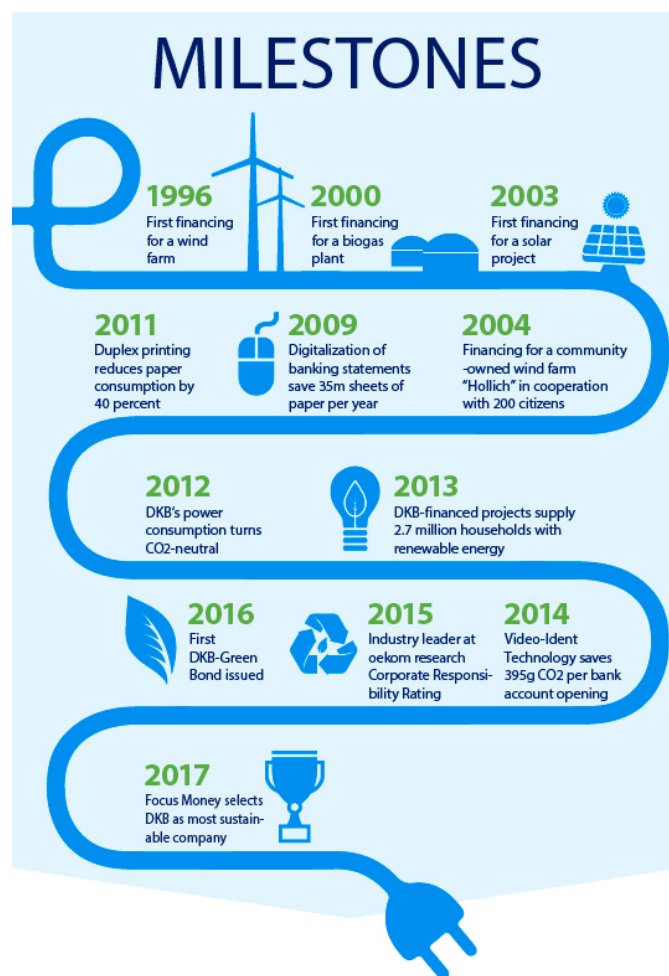 MILESTONES
1996
First financing
for a wind
farm
2000
First financing
for a biogas
plant
2003
First financing
for a solar
project
2004
Financing for a community
-owned wind farm
“Hollich” in cooperation
with 200 citizens
2009
Digitalization of
banking statements
save 35m sheets of
paper per year
2011
Duplex printing
reduces paper
consumption by
40 percent
2012
DKB’s power
consumption turns
CO2-neutral
2013
DKB-financed projects supply
2.7 million households with
renewable energy
2014
Video-Ident
Technology saves
395g CO2 per bank
account opening
2015
Industry leader at
oekom research
Corporate Responsi-
bility Rating
2016
First
DKB-Green
Bond issued
2017
Focus Money selects
DKB as most sustain-
able company